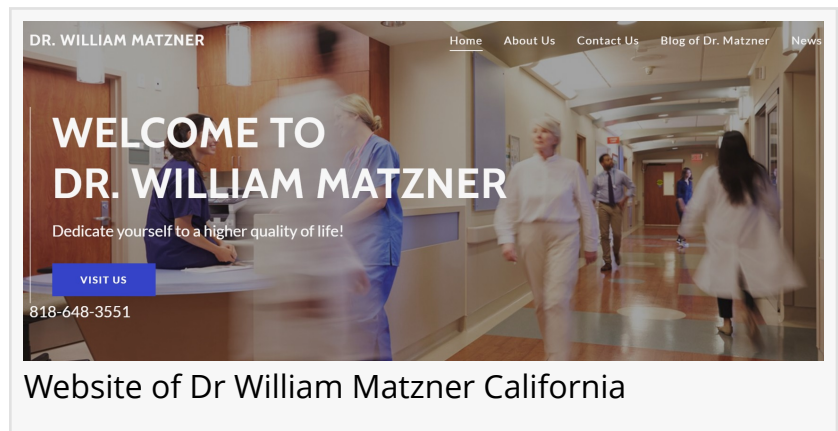 DR. WILLIAM MATZNER
Home About Us Contact Us Blog of Dr. Matzner News
WELCOME TO
DR. WILLIAM MATZNER
Dedicate yourself to a higher quality of life!
VISIT US
818-648-3551
Website of Dr William Matzner California